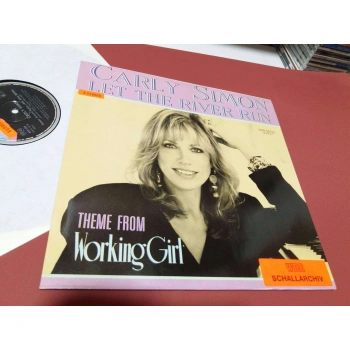 CARLY SIMON
LET THE RIVER RUN
THEME FROM
Working Girl
SCHALLARCHIV